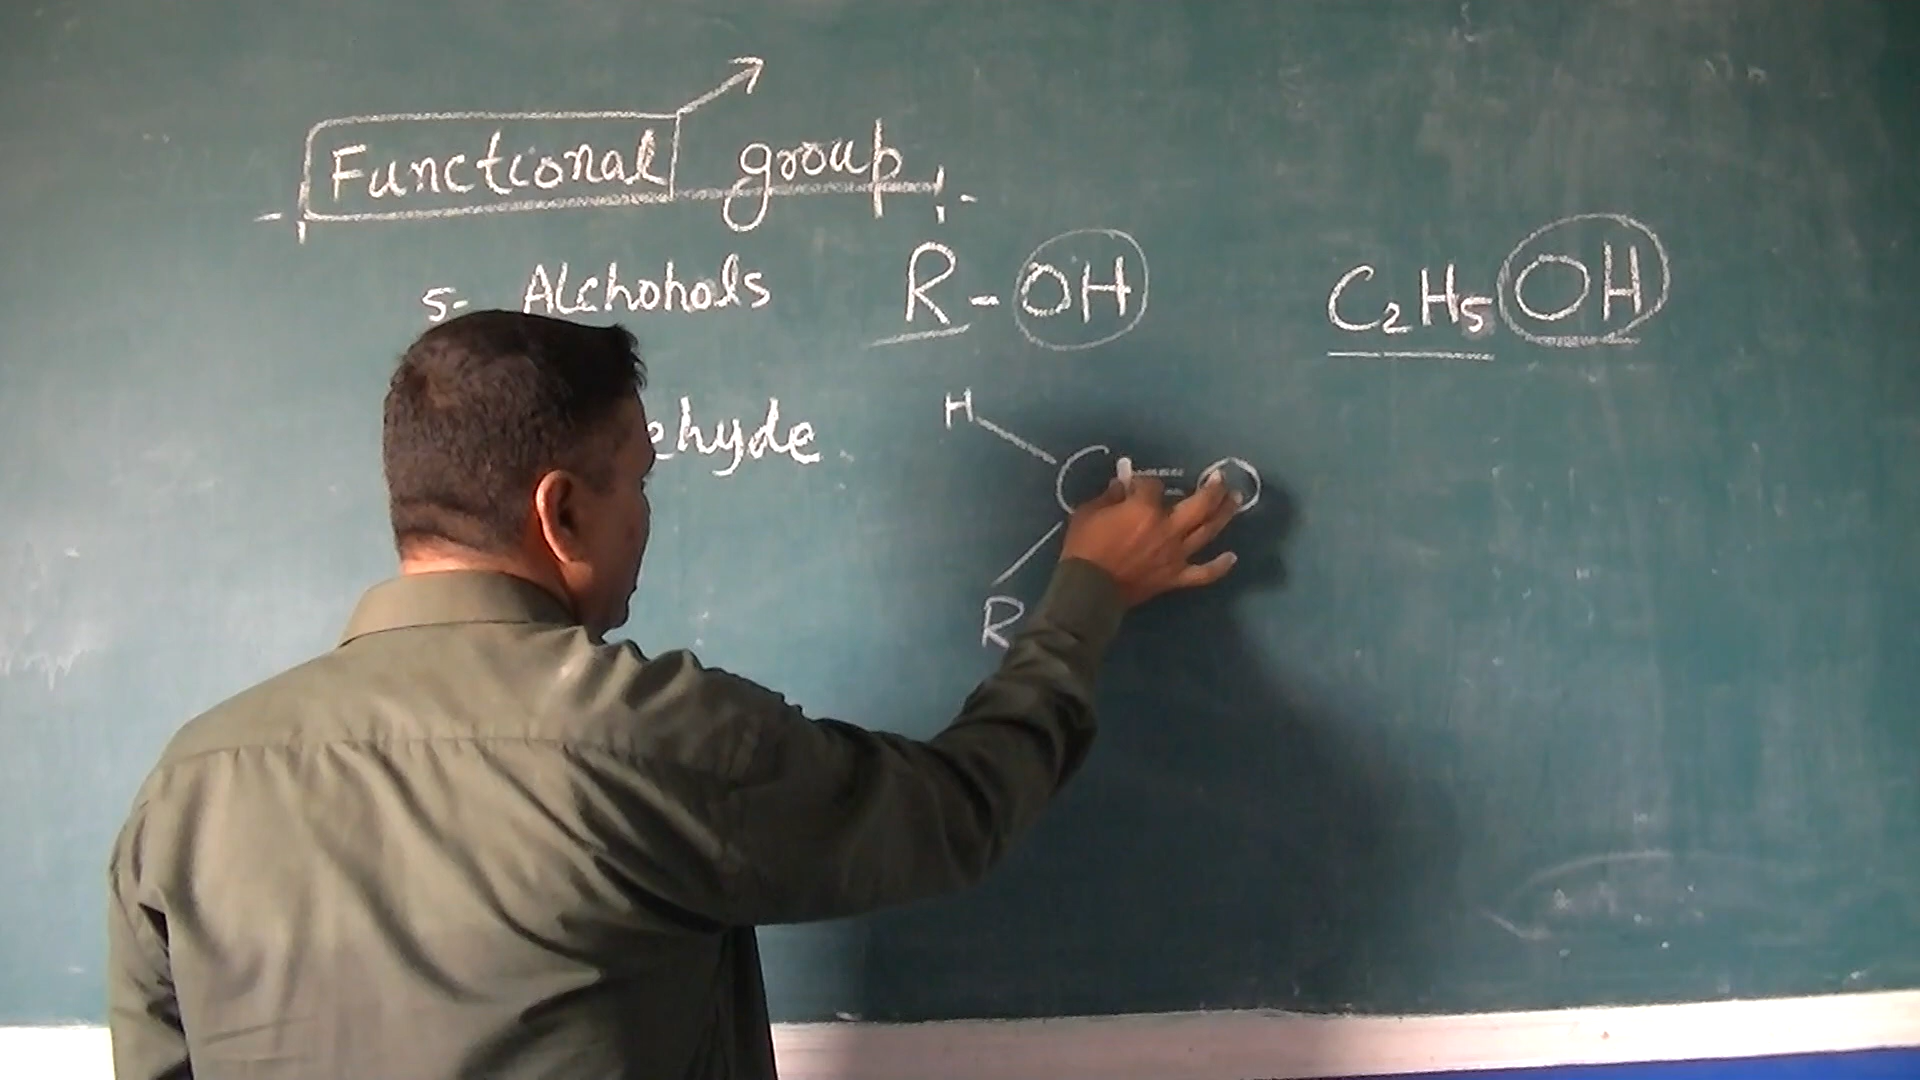 Functional group
5- Alchohols R-OH C₂H₅OH
ehyde
H
C=O
R